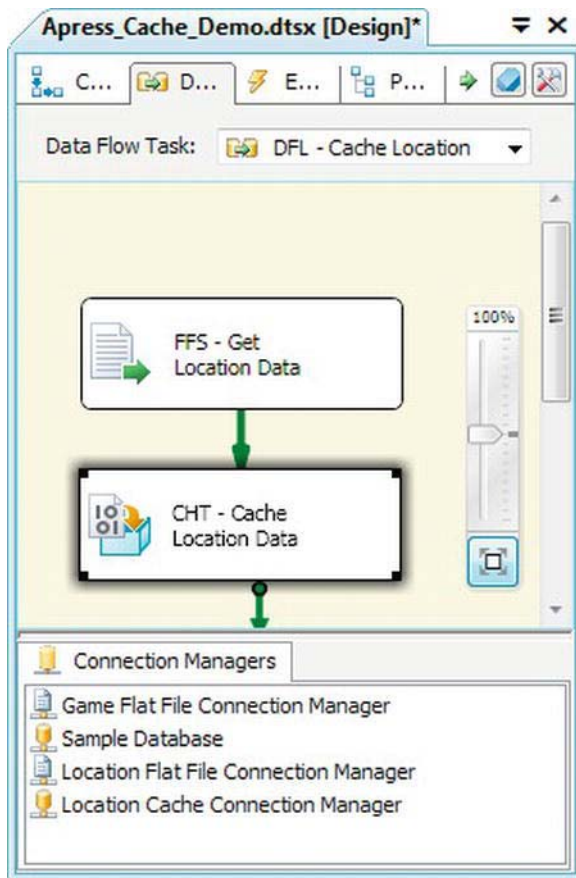 Apress_Cache_Demo.dtsx [Design]*
C... D... E... P...
Data Flow Task: DFL - Cache Location
100%
FFS - Get
Location Data
CHT - Cache
Location Data
Connection Managers
Game Flat File Connection Manager
Sample Database
Location Flat File Connection Manager
Location Cache Connection Manager